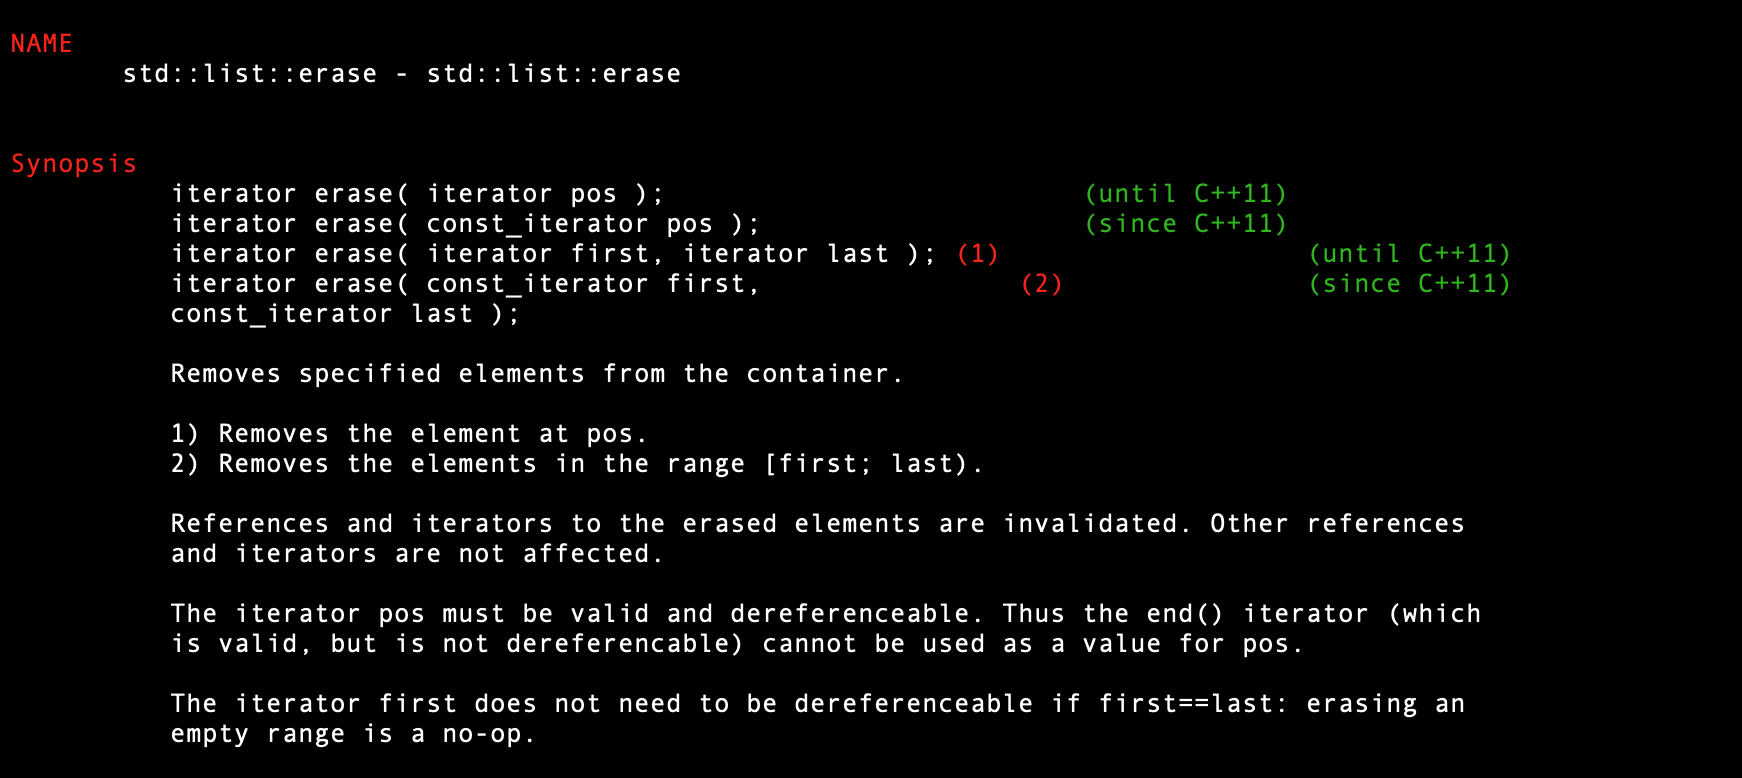 NAME
std::list::erase - std::list::erase
Synopsis
iterator erase( iterator pos ); (until C++11)
iterator erase( const_iterator pos ); (since C++11)
iterator erase( iterator first, iterator last ); (1) (until C++11)
iterator erase( const_iterator first, (2) (since C++11)
const_iterator last );
Removes specified elements from the container.
1) Removes the element at pos.
2) Removes the elements in the range [first; last).
References and iterators to the erased elements are invalidated. Other references
and iterators are not affected.
The iterator pos must be valid and dereferenceable. Thus the end() iterator (which
is valid, but is not dereferencable) cannot be used as a value for pos.
The iterator first does not need to be dereferenceable if first==last: erasing an
empty range is a no-op.